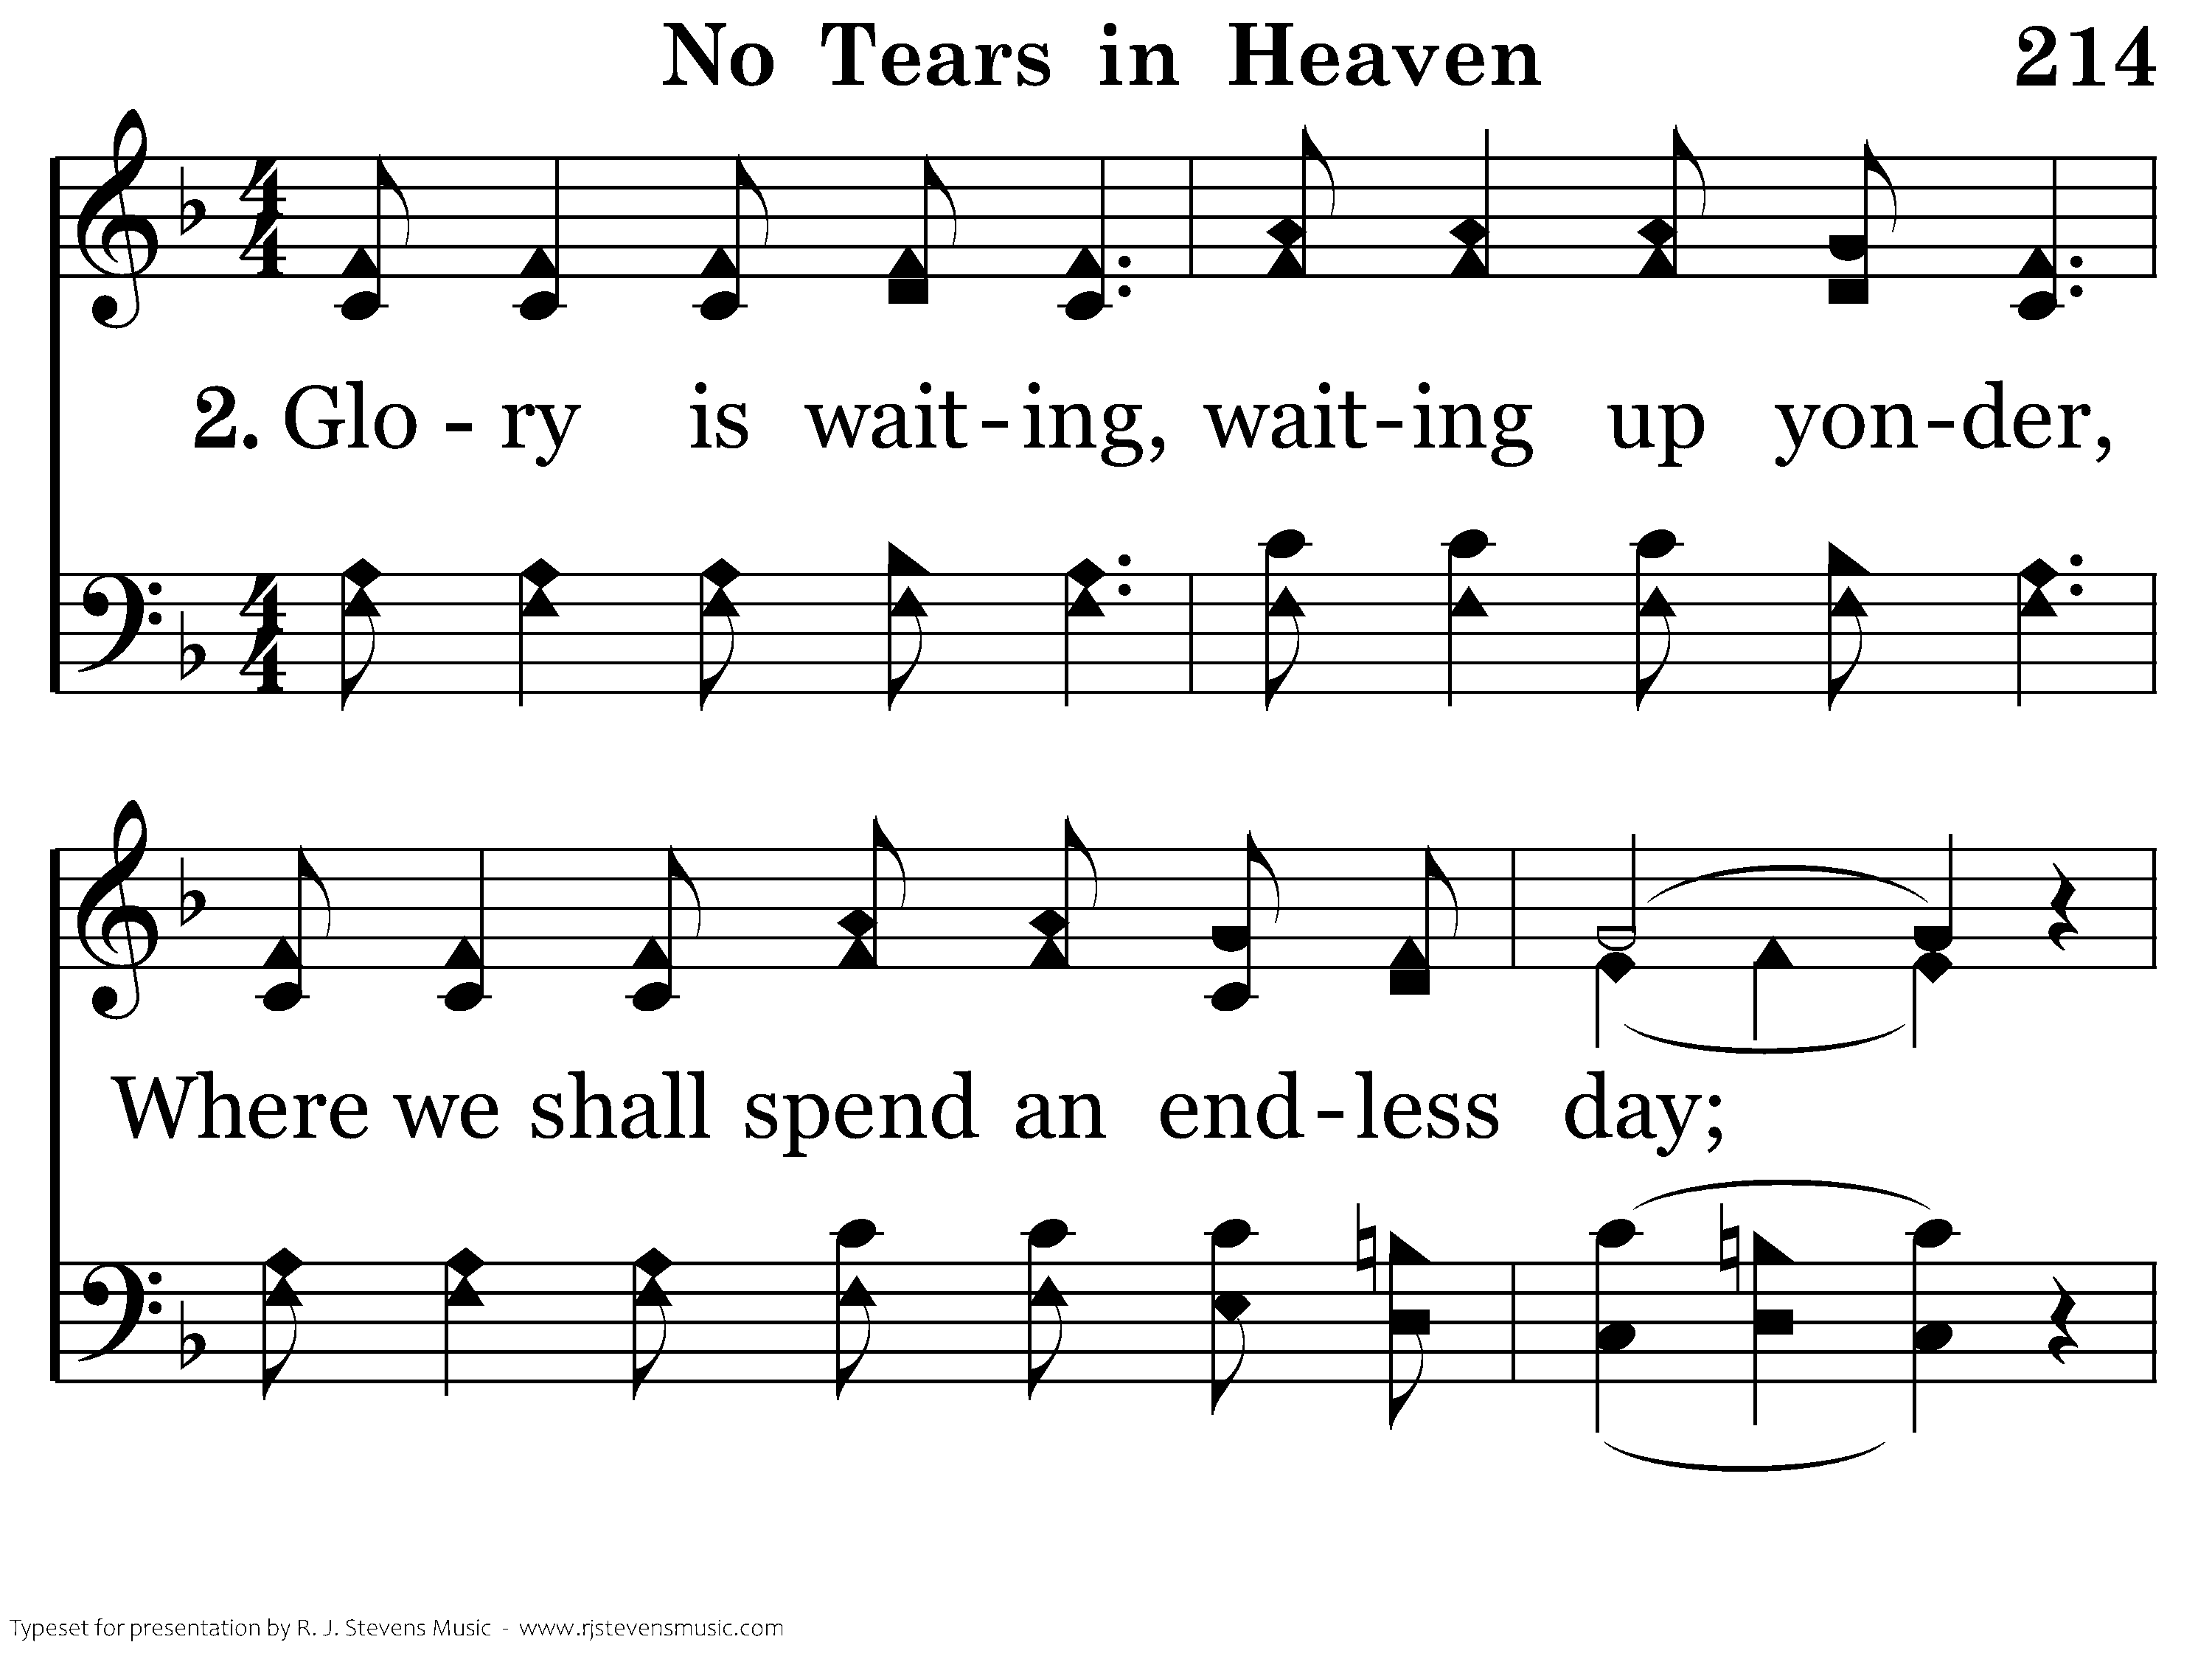 No Tears in Heaven 214
2. Glo - ry is wait - ing, wait - ing up yon - der,
Where we shall spend an end - less day;
Typeset for presentation by R. J. Stevens Music - www.rjstevensmusic.com